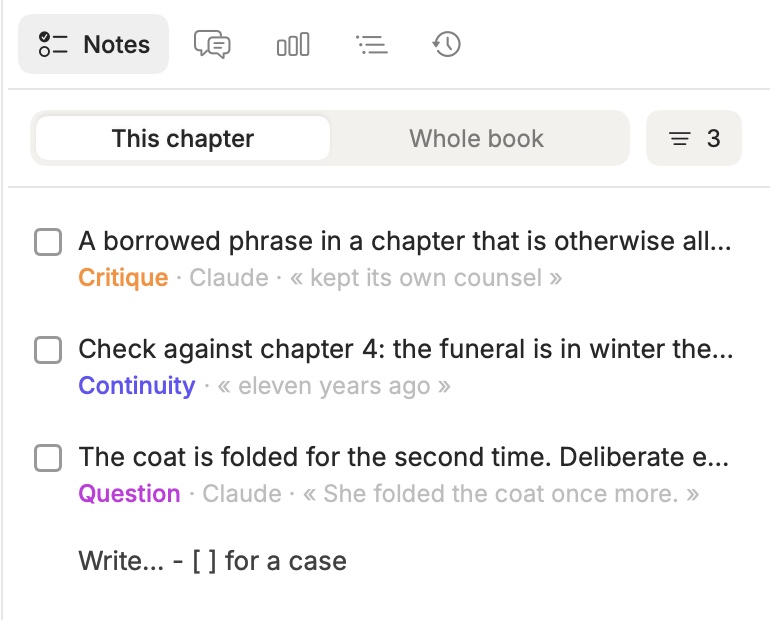 Notes
This chapter
Whole book
3
A borrowed phrase in a chapter that is otherwise all...
Critique · Claude · « kept its own counsel »
Check against chapter 4: the funeral is in winter the...
Continuity · « eleven years ago »
The coat is folded for the second time. Deliberate e...
Question · Claude · « She folded the coat once more. »
Write... - [ ] for a case